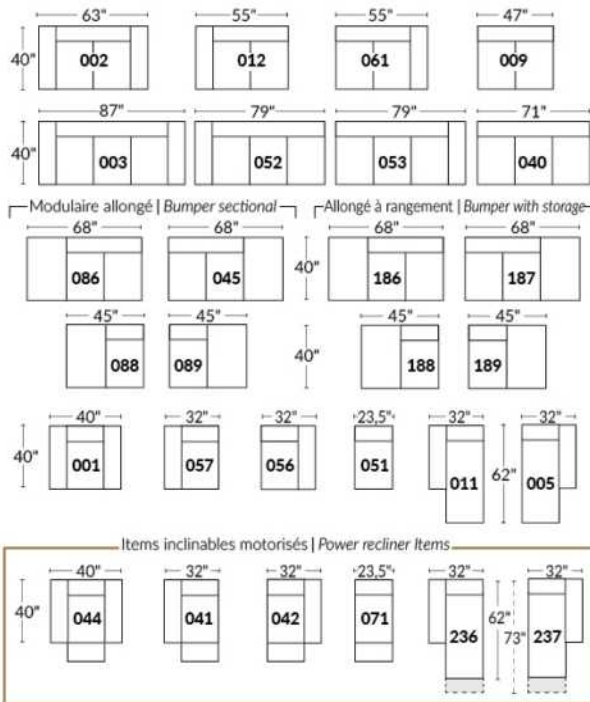 63" 55" 55" 47"
40" 002 012 061 009
87" 79" 79" 71"
40" 003 052 053 040
Modulaire allongé | Bumper sectional Allongé à rangement | Bumper with storage
68" 68" 68" 68"
086 045 40" 186 187
45" 45" 45" 45"
088 089 40" 188 189
40" 32" 32" 23,5" 32" 32"
40" 001 057 056 051 011 62" 005
Items inclinables motorisés | Power recliner Items
40" 32" 32" 23,5" 32" 32"
40" 044 041 042 071 236 62" 73" 237